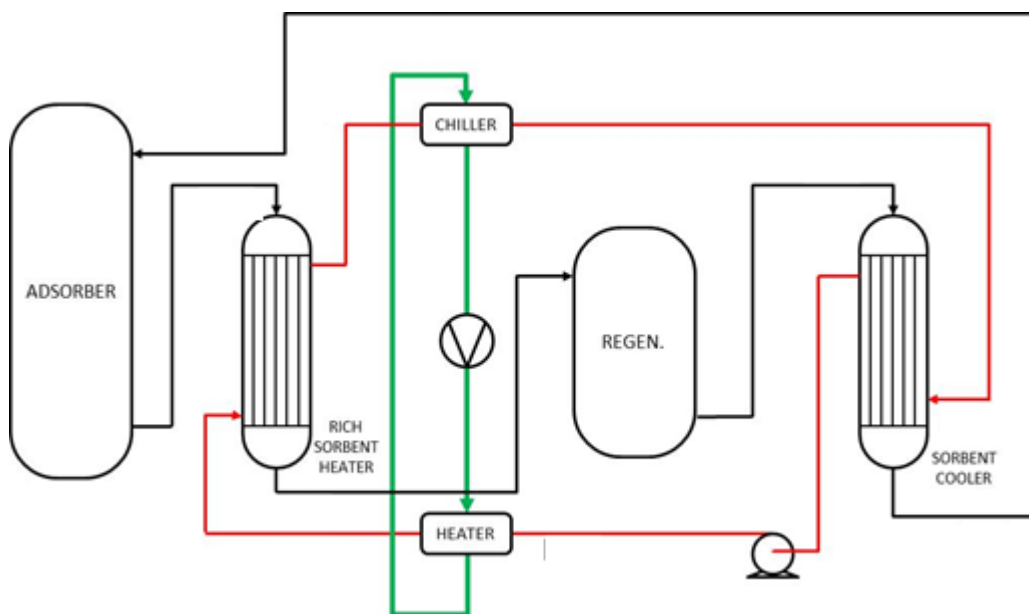 CHILLER
ADSORBER
REGEN.
RICH
SORBENT
HEATER
SORBENT
COOLER
HEATER